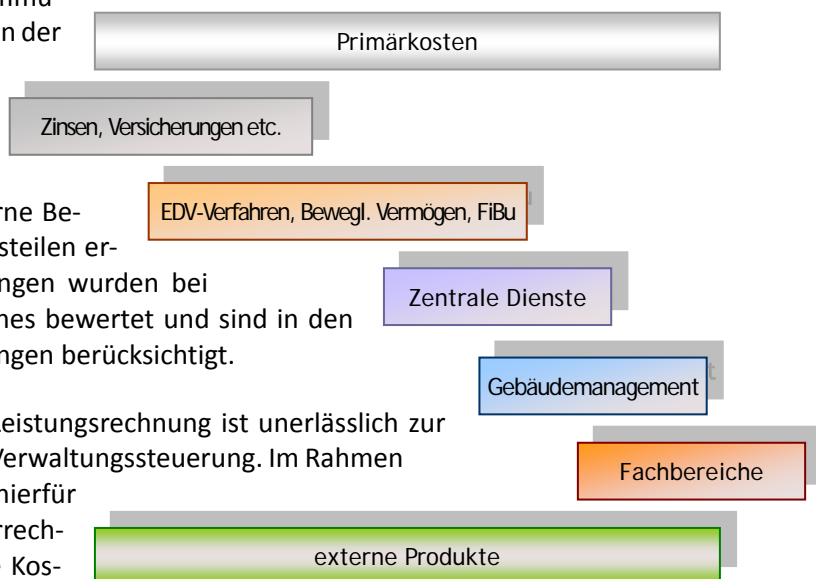 n der
Primärkosten
Zinsen, Versicherungen etc.
rne Be-
EDV-Verfahren, Bewegl. Vermögen, FiBu
steilen er-
ngen wurden bei
Zentrale Dienste
nes bewertet und sind in den
ngen berücksichtigt.
Gebäudemanagement
Leistungsrechnung ist unerlässlich zur
Verwaltungssteuerung. Im Rahmen
Fachbereiche
hierfür
rrech-
externe Produkte
e Kos-